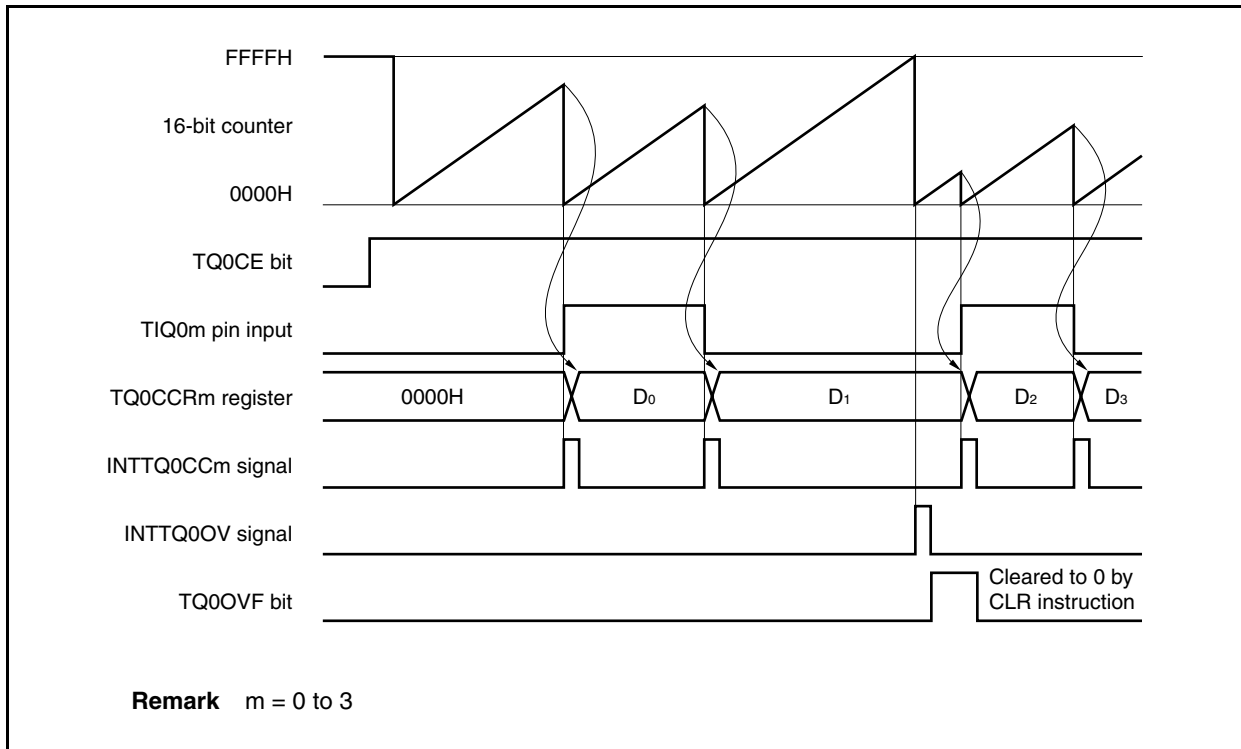 FFFFH
16-bit counter
0000H
TQ0CE bit
TIQ0m pin input
TQ0CCRm register
0000H D0 D1 D2 D3
INTTQ0CCm signal
INTTQ0OV signal
TQ0OVF bit
Cleared to 0 by
CLR instruction
Remark m = 0 to 3